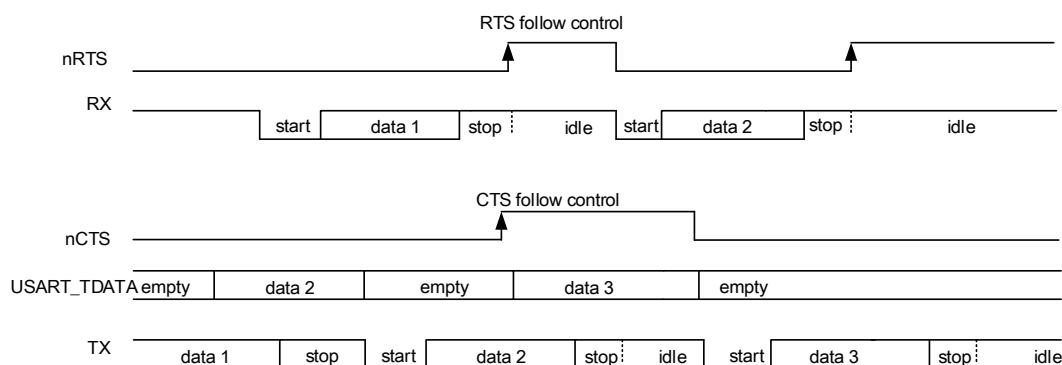 RTS follow control
nRTS
RX
start data 1 stop idle start data 2 stop idle
CTS follow control
nCTS
USART_TDATA empty data 2 empty data 3 empty
TX
data 1 stop start data 2 stop idle start data 3 stop idle